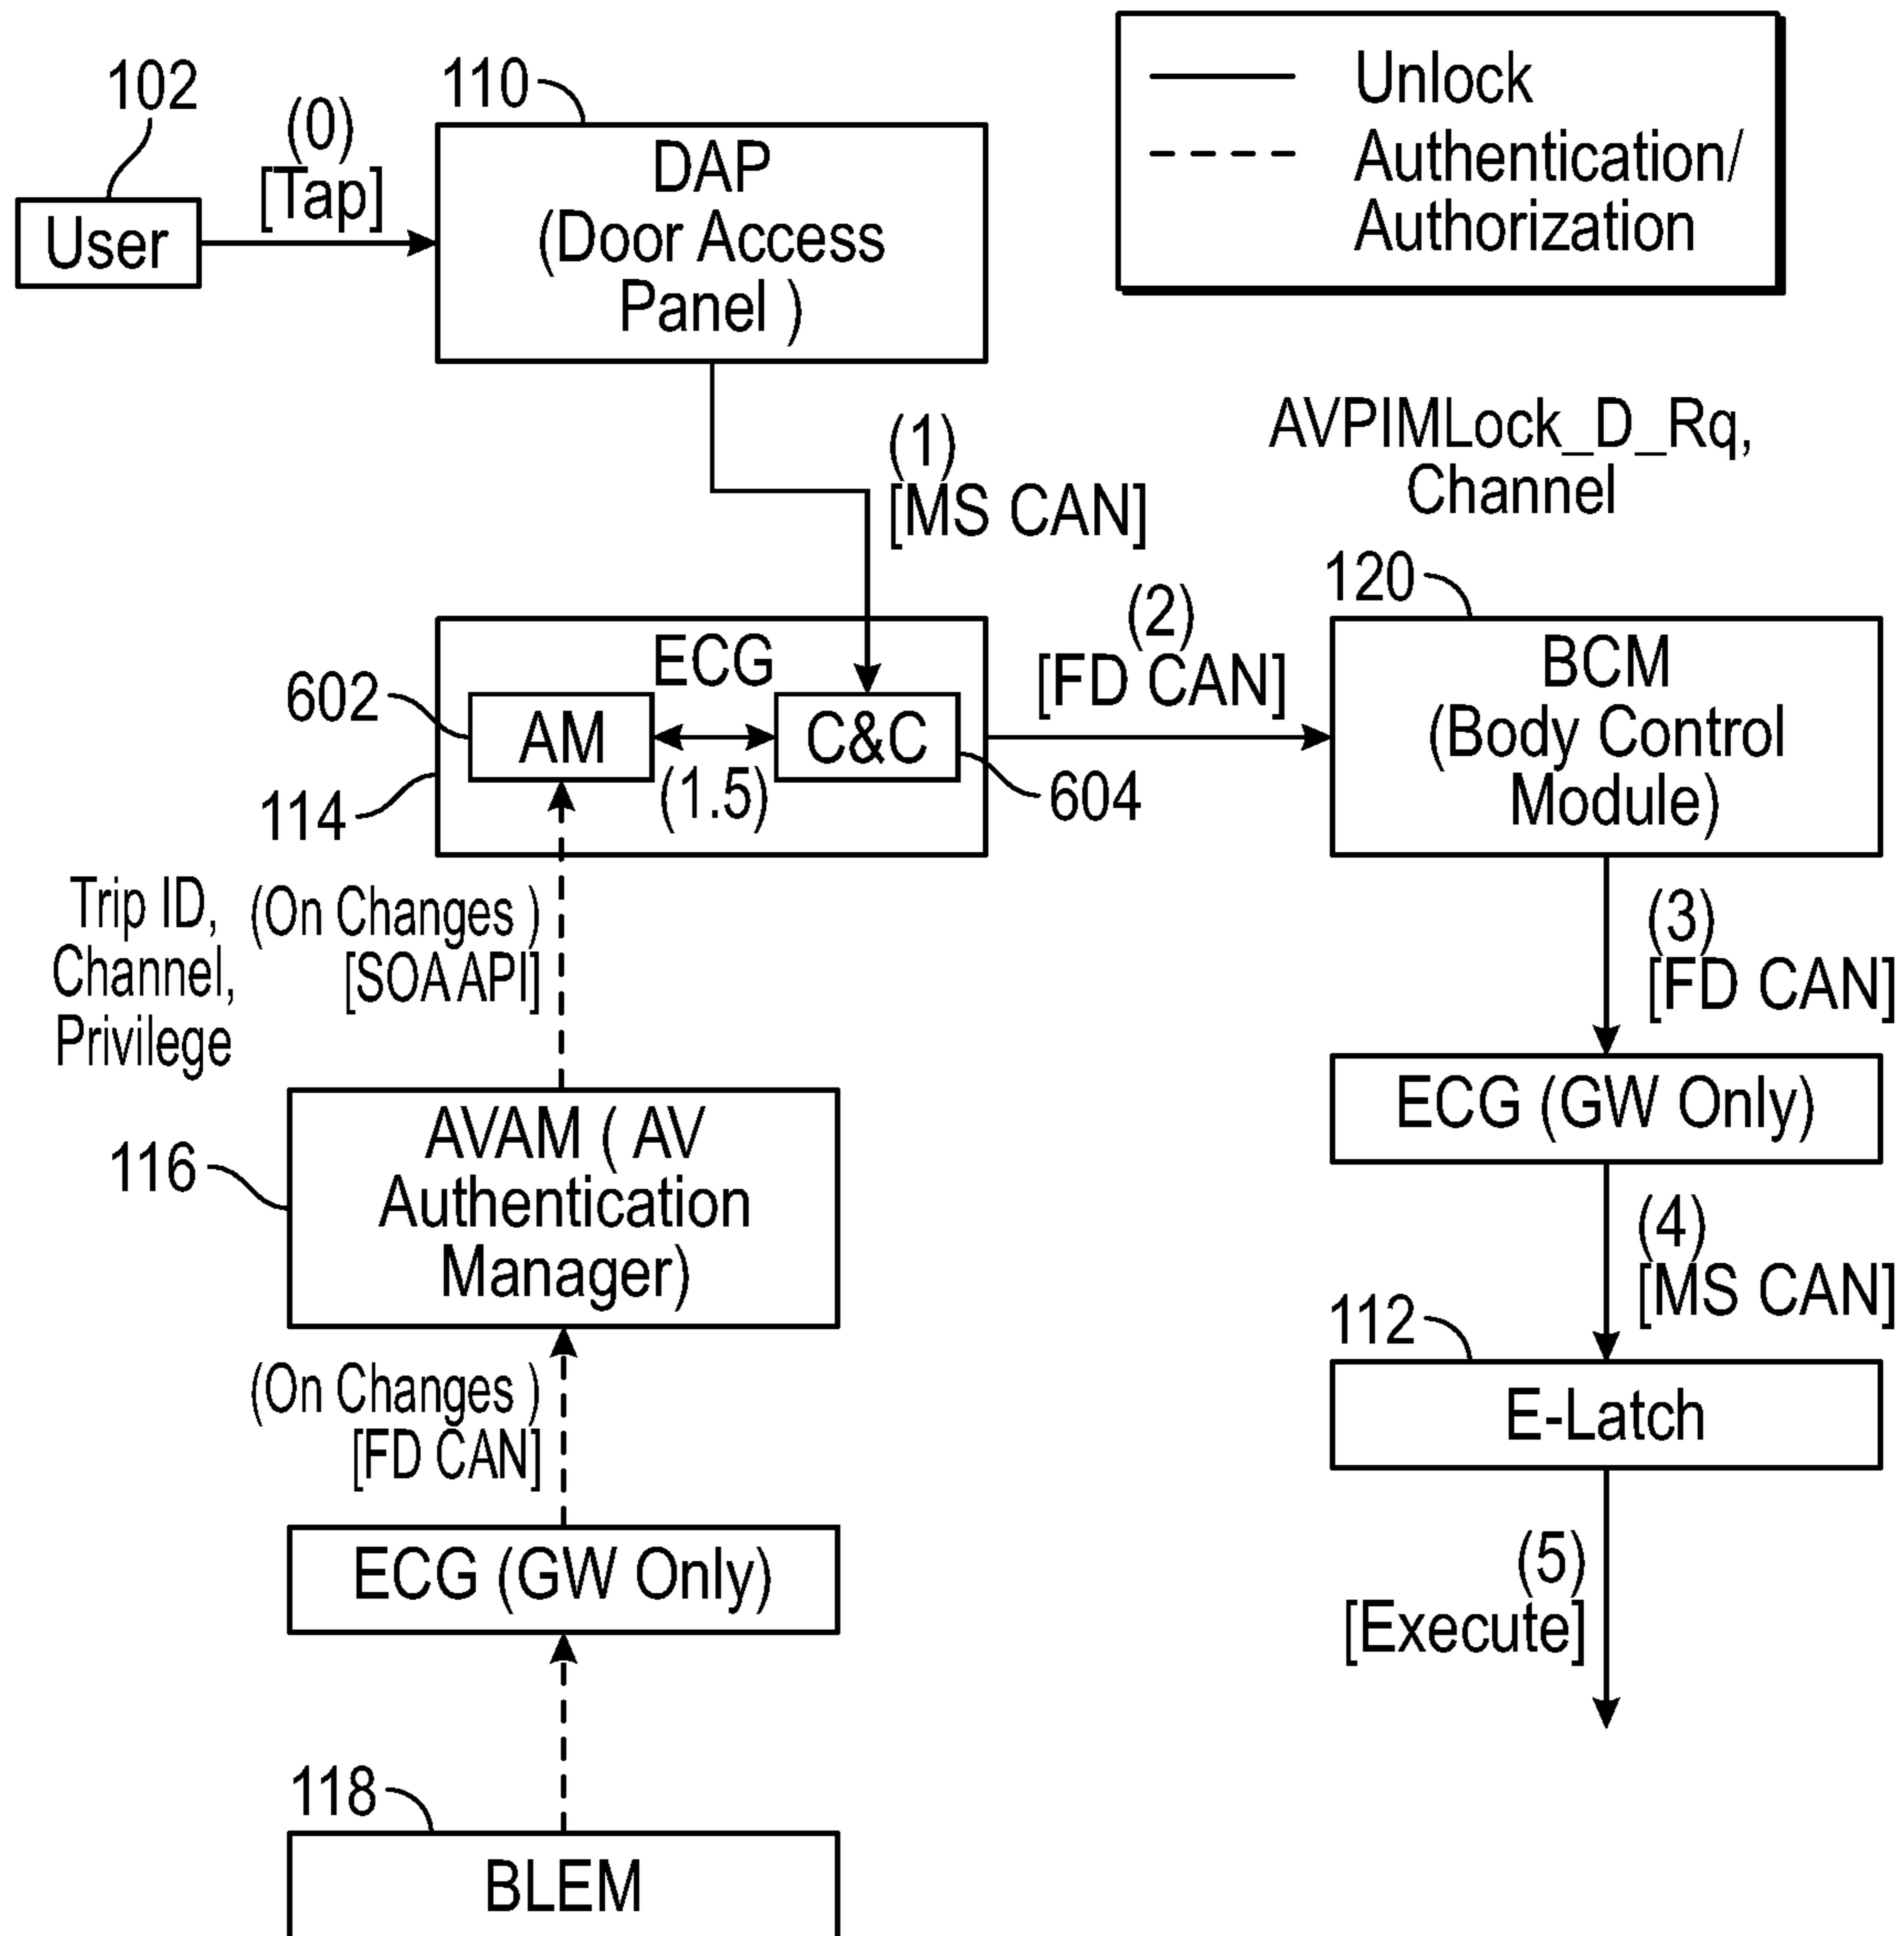 102
(0)
[Tap]
User
110
DAP
(Door Access
Panel )
Unlock
Authentication/
Authorization
(1)
[MS CAN]
AVPIMLock_D_Rq,
Channel
ECG
602
AM
C&C
(1.5)
114
604
(2)
[FD CAN]
120
BCM
(Body Control
Module)
Trip ID,
Channel,
Privilege
(On Changes )
[SOA API]
(3)
[FD CAN]
ECG (GW Only)
116
AVAM ( AV
Authentication
Manager)
(4)
[MS CAN]
112
E-Latch
(On Changes )
[FD CAN]
ECG (GW Only)
(5)
[Execute]
118
BLEM